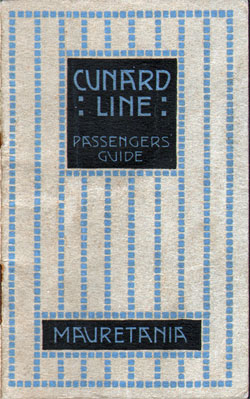 CUNARD
: LINE :
PASSENGERS
GUIDE
MAURETANIA